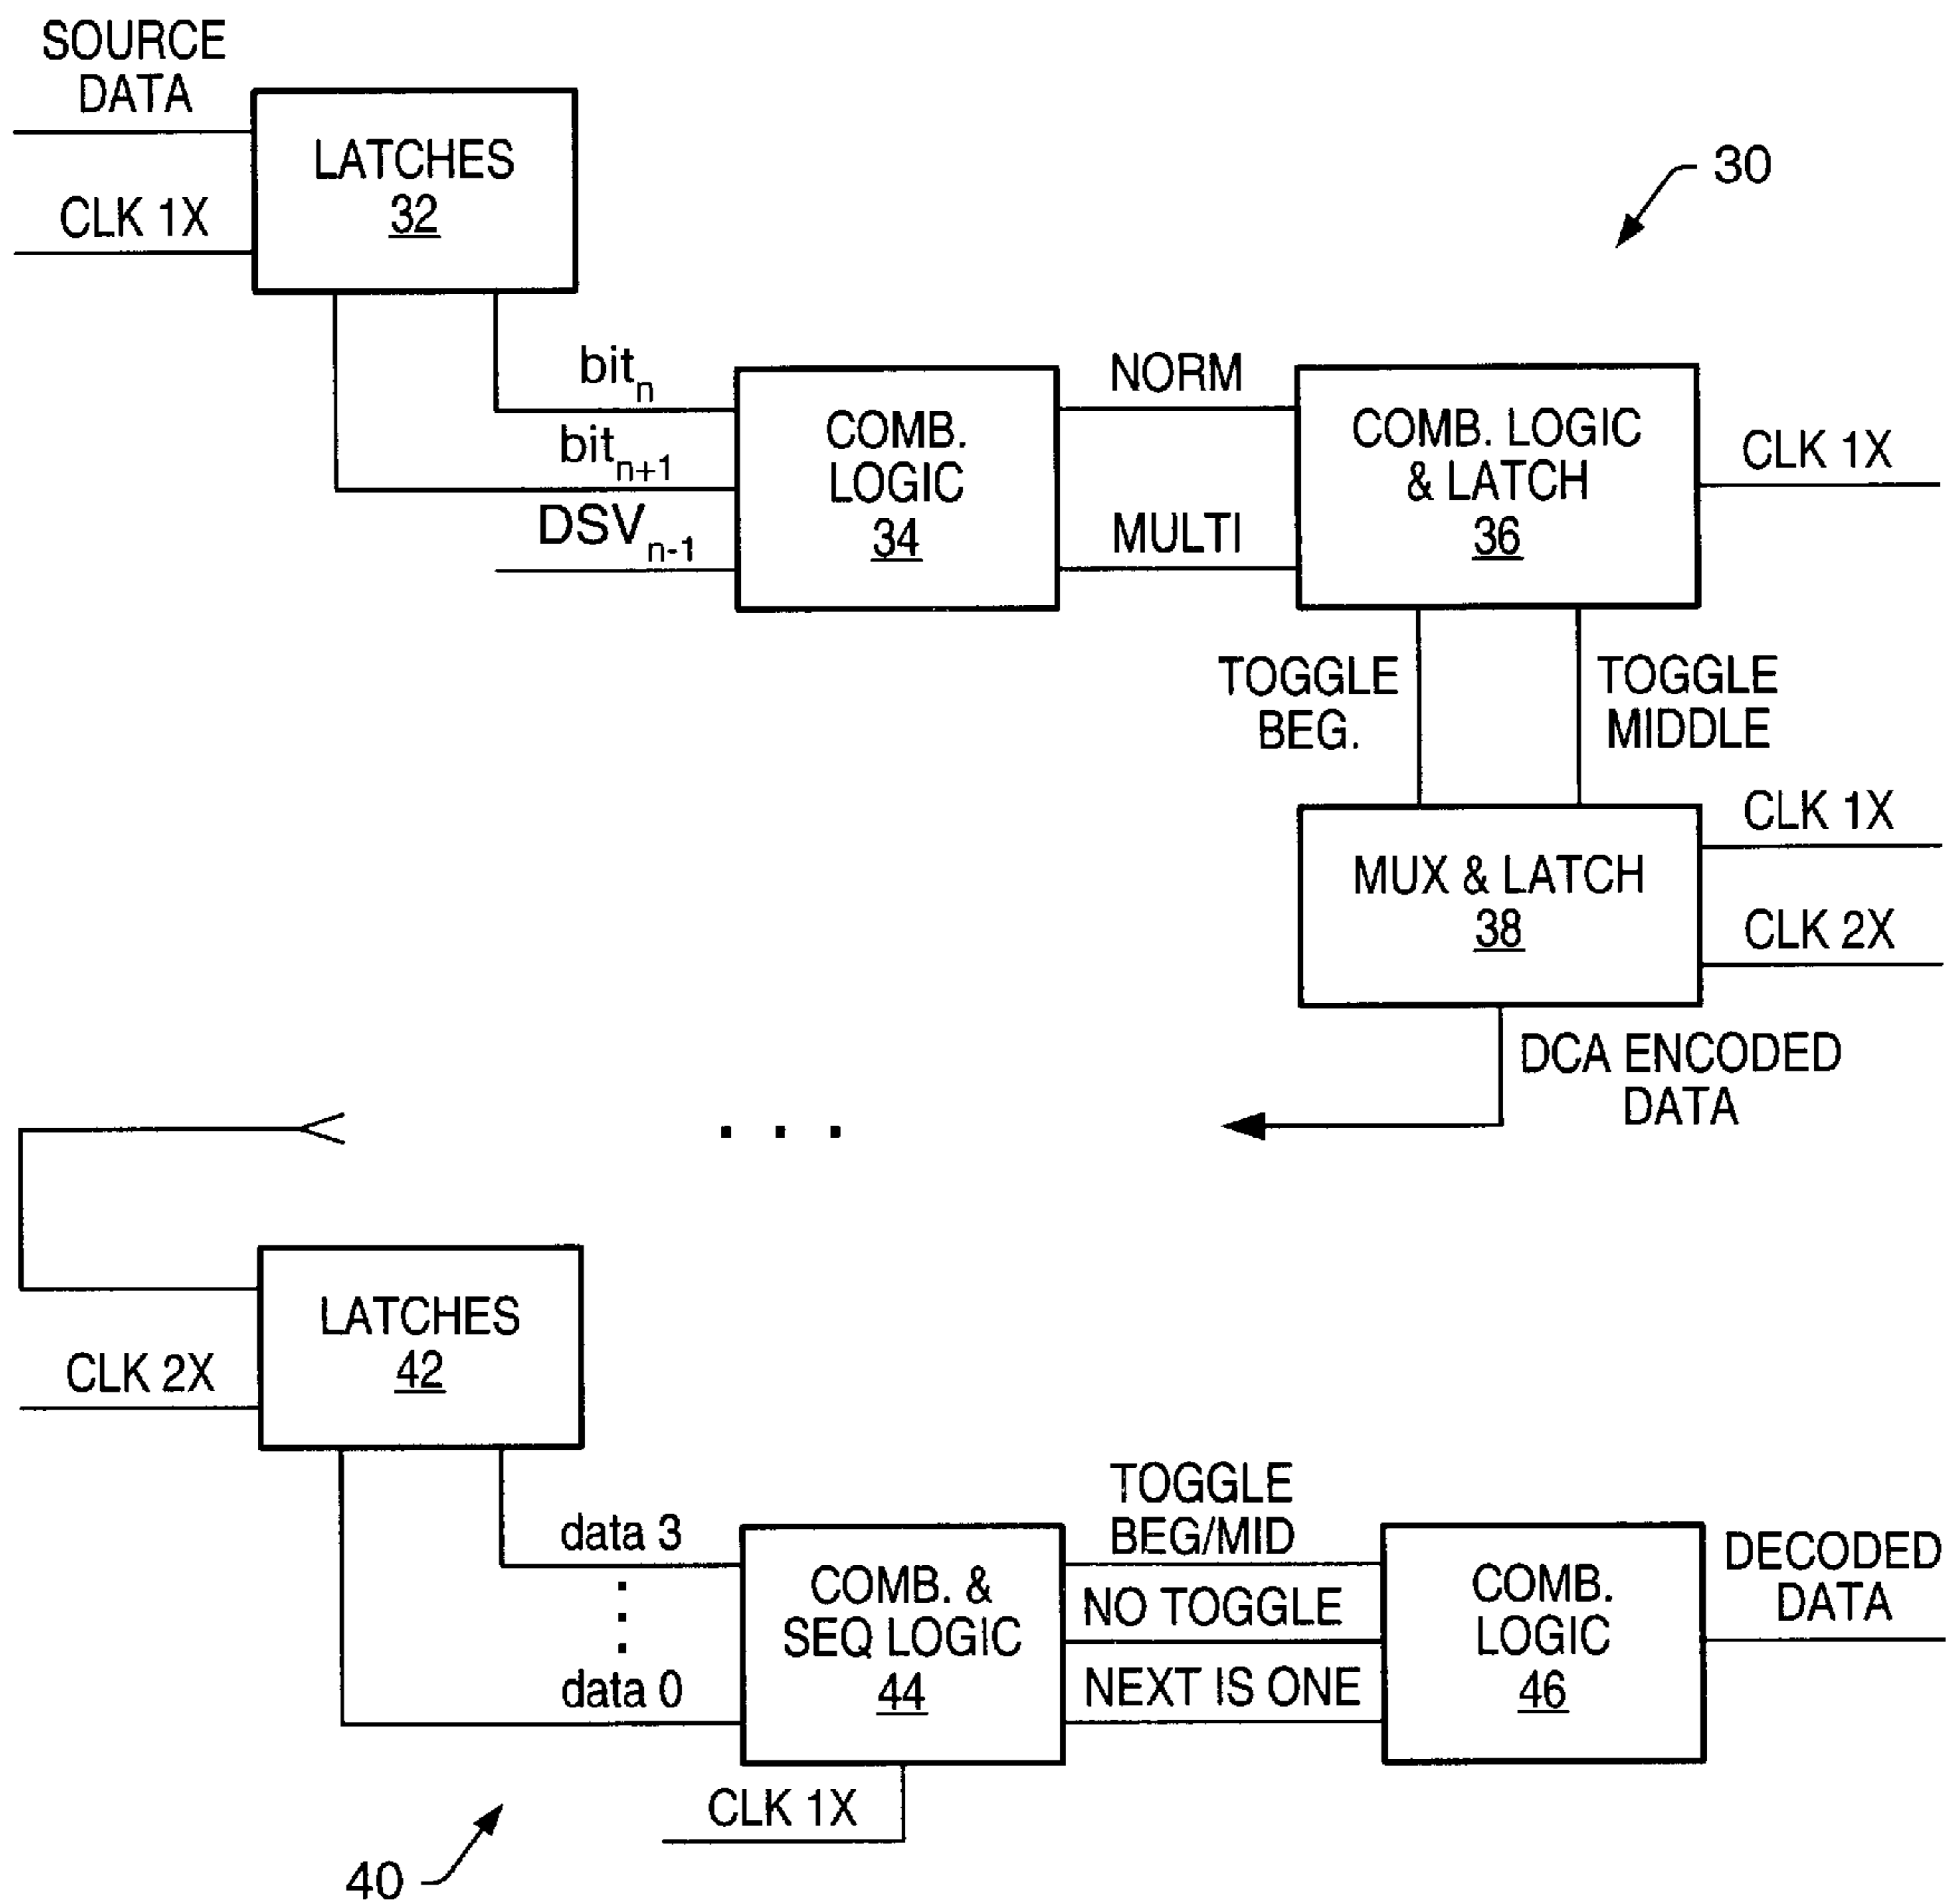 SOURCE
DATA
CLK 1X
LATCHES
32
30
bit n
bit n+1
DSV n-1
COMB.
LOGIC
34
NORM
MULTI
COMB. LOGIC
& LATCH
36
CLK 1X
TOGGLE
BEG.
TOGGLE
MIDDLE
MUX & LATCH
38
CLK 1X
CLK 2X
DCA ENCODED
DATA
. . .
LATCHES
42
CLK 2X
data 3
data 0
COMB. &
SEQ LOGIC
44
CLK 1X
TOGGLE
BEG/MID
NO TOGGLE
NEXT IS ONE
COMB.
LOGIC
46
DECODED
DATA
40